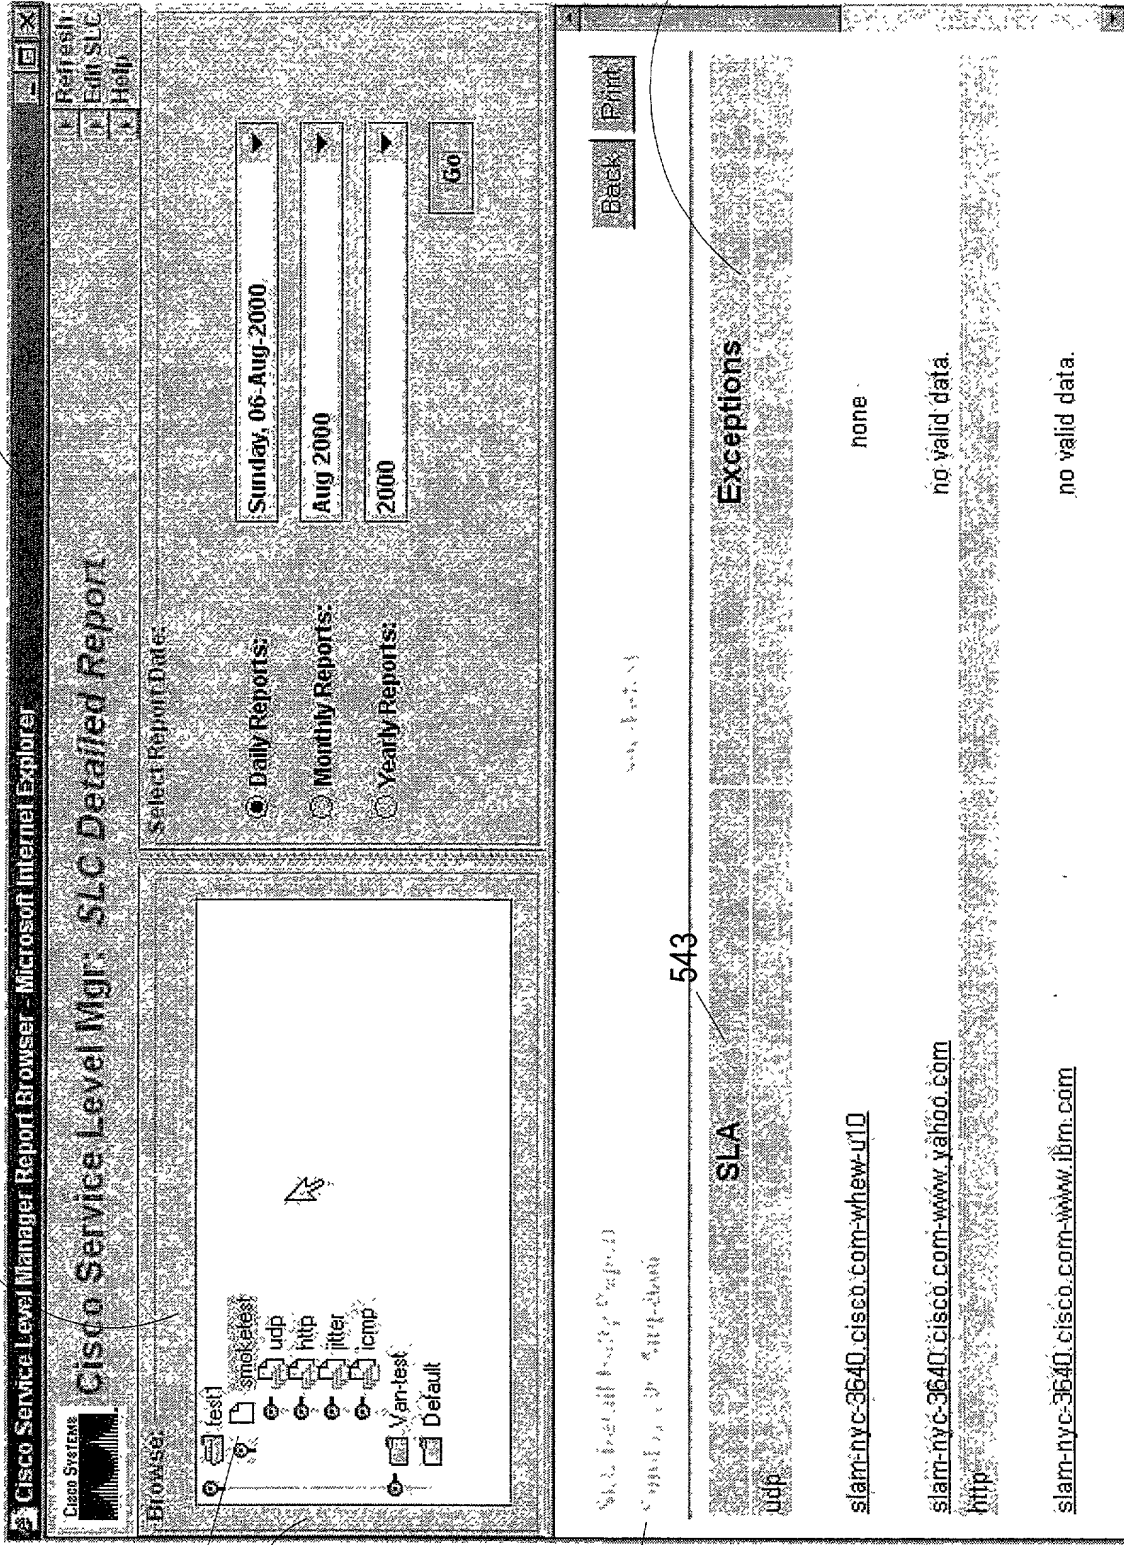 Cisco Service Level Manager Report Browser - Microsoft Internet Explorer
CISCO SYSTEMS
Cisco Service Level Mgr: SLC Detailed Report
Refresh
Edit SLC
Help
Browse:
test1
smoketest
udp
http
jitter
icmp
Van-test
Default
Select Report Date:
Daily Reports:
Sunday, 06-Aug-2000
Monthly Reports:
Aug 2000
Yearly Reports:
2000
Go
Back Print
543
SLA Exceptions
udp
slam-nyc-3640.cisco.com-whew-u10 none
slam-nyc-3640.cisco.com-www.yahoo.com no valid data.
http
slam-nyc-3640.cisco.com-www.ibm.com no valid data.